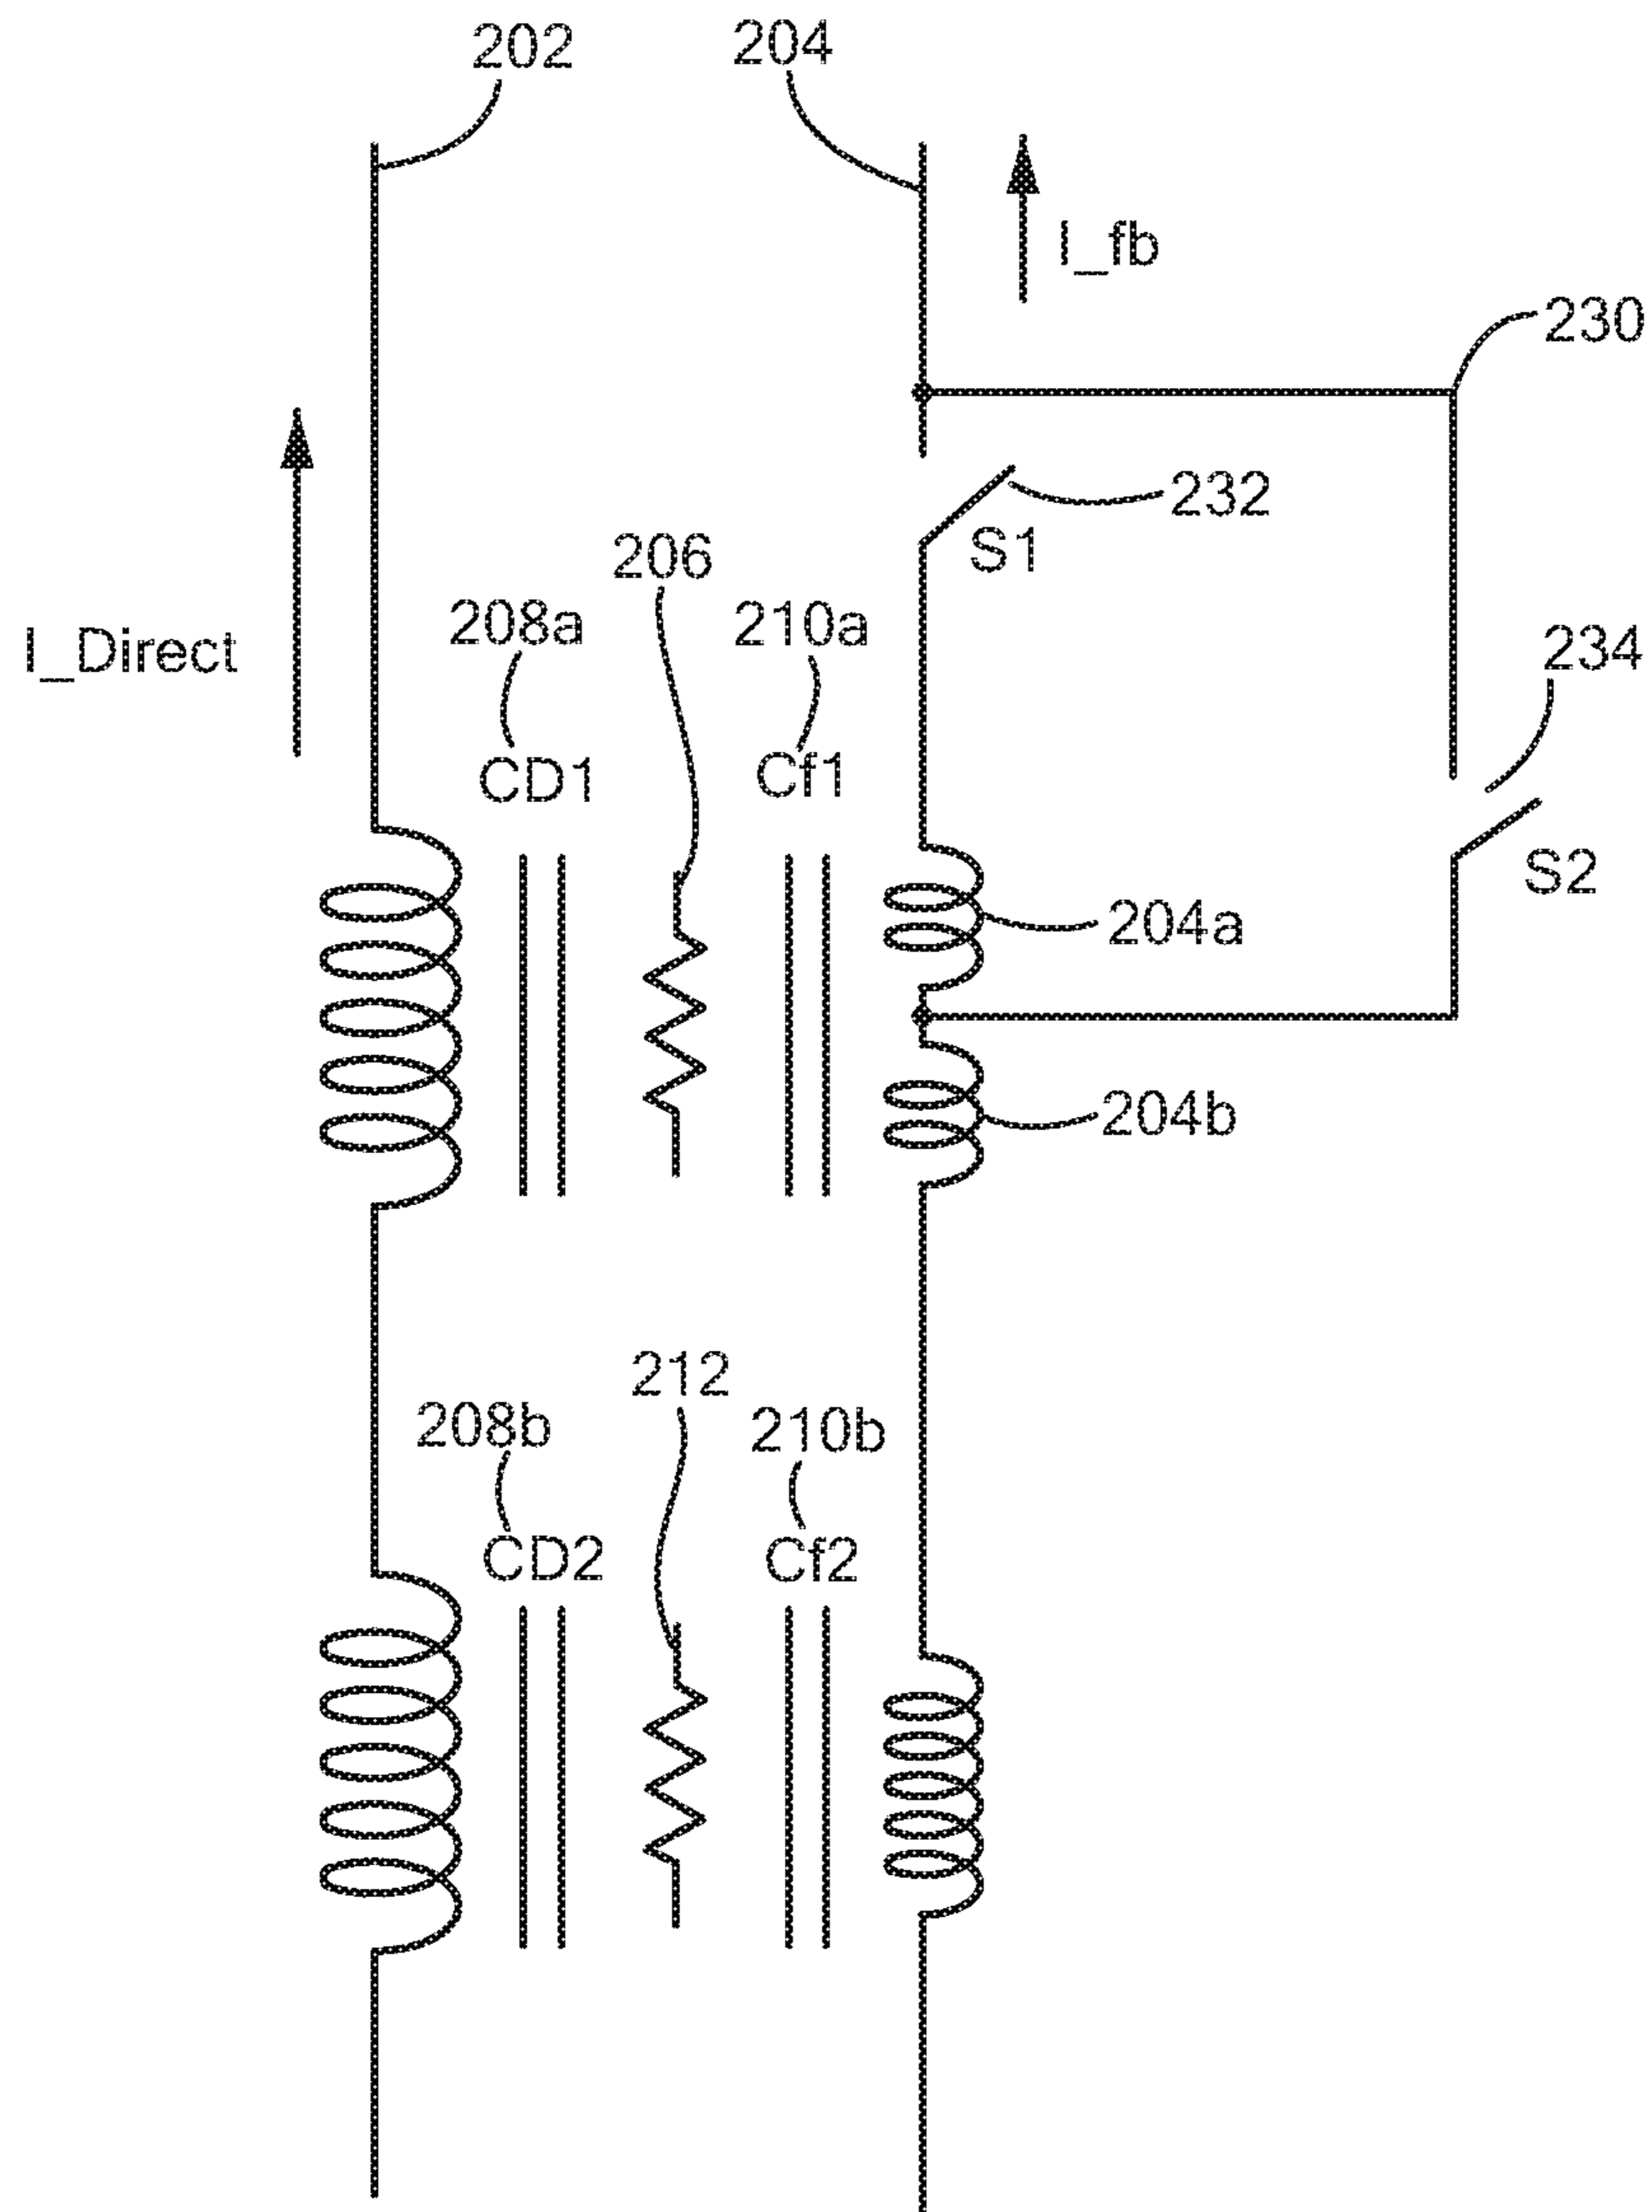 202
204
I_fb
230
232
S1
206
208a
210a
I_Direct
234
CD1
Cf1
S2
204a
204b
212
208b
210b
CD2
Cf2